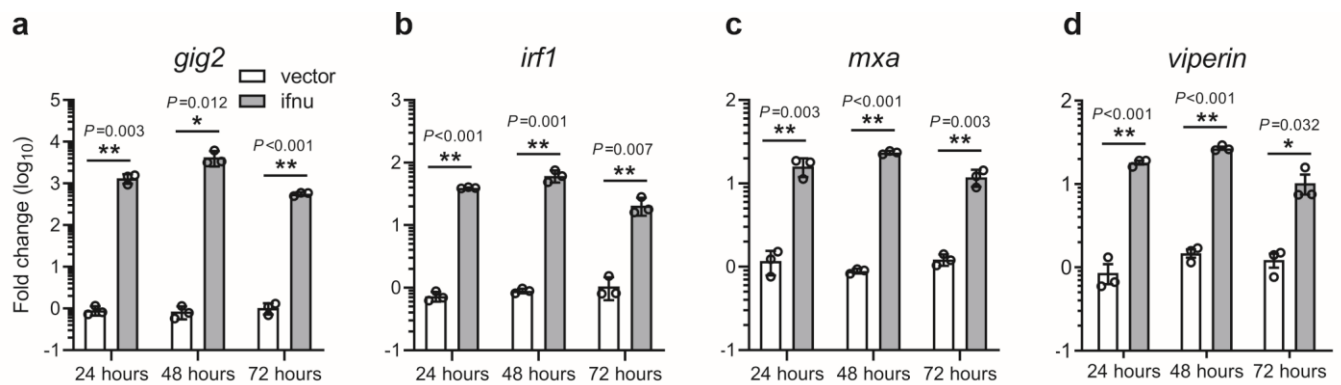 a
gig2
vector
ifnu
Fold change (log10)
5
4
3
2
1
0
-1
P=0.003
**
P=0.012
*
P<0.001
**
24 hours 48 hours 72 hours
b
irf1
3
2
1
0
-1
P<0.001
**
P=0.001
**
P=0.007
**
24 hours 48 hours 72 hours
c
mxa
2
1
0
-1
P=0.003
**
P<0.001
**
P=0.003
**
24 hours 48 hours 72 hours
d
viperin
2
1
0
-1
P<0.001
**
P<0.001
**
P=0.032
*
24 hours 48 hours 72 hours